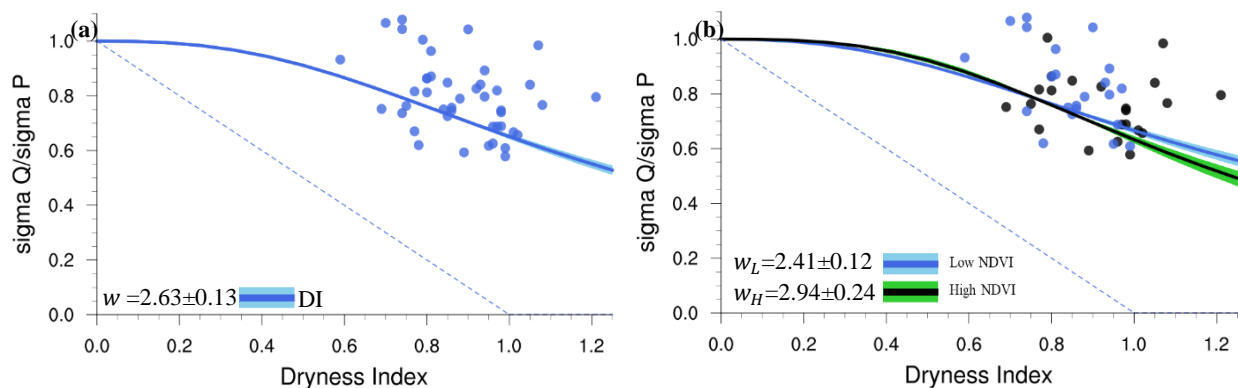 (a)
sigma Q/sigma P
1.0
0.8
0.6
0.4
0.2
0.0
w =2.63±0.13 DI
0.0 0.2 0.4 0.6 0.8 1.0 1.2
Dryness Index
(b)
sigma Q/sigma P
1.0
0.8
0.6
0.4
0.2
0.0
w_L=2.41±0.12 Low NDVI
w_H=2.94±0.24 High NDVI
0.0 0.2 0.4 0.6 0.8 1.0 1.2
Dryness Index